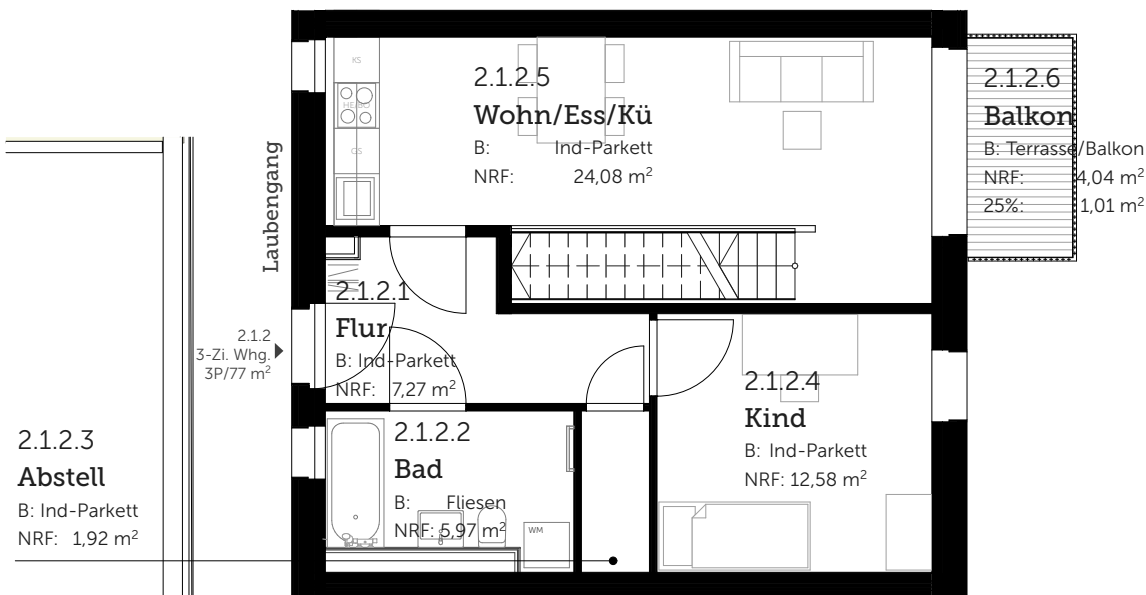 KS
HE/BO
GS
2.1.2.5
Wohn/Ess/Kü
B: Ind-Parkett
NRF: 24,08 m²
2.1.2.6
Balkon
B: Terrasse/Balkon
NRF: 4,04 m²
25%: 1,01 m²
Laubengang
2.1.2.1
Flur
B: Ind-Parkett
NRF: 7,27 m²
2.1.2
3-Zi. Whg.
3P/77 m²
2.1.2.4
Kind
B: Ind-Parkett
NRF: 12,58 m²
2.1.2.3
Abstell
B: Ind-Parkett
NRF: 1,92 m²
2.1.2.2
Bad
B: Fliesen
NRF: 5,97 m²
WM